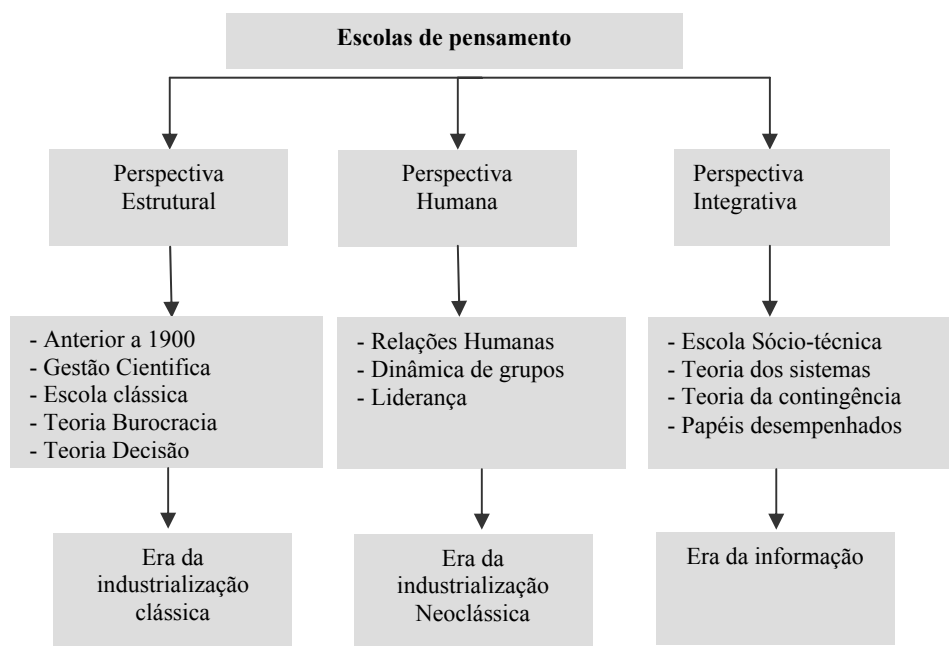 Escolas de pensamento
Perspectiva
Estrutural
Perspectiva
Humana
Perspectiva
Integrativa
- Anterior a 1900
- Gestão Cientifica
- Escola clássica
- Teoria Burocracia
- Teoria Decisão
- Relações Humanas
- Dinâmica de grupos
- Liderança
- Escola Sócio-técnica
- Teoria dos sistemas
- Teoria da contingência
- Papéis desempenhados
Era da
industrialização
clássica
Era da
industrialização
Neoclássica
Era da informação